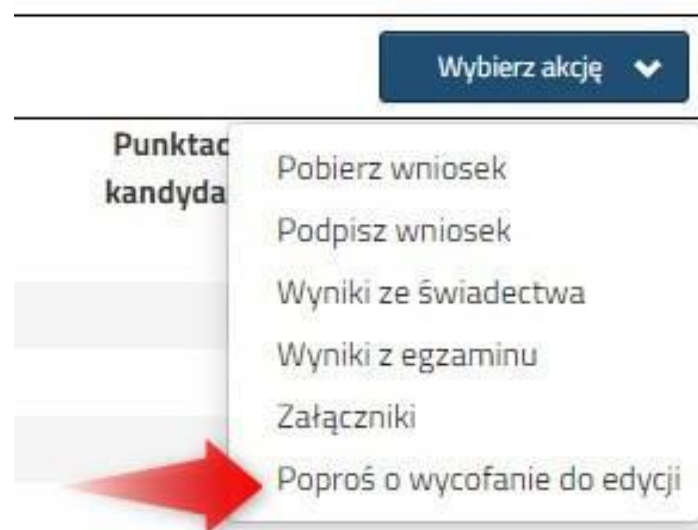 Wybierz akcję
Punktac
kandyda
Pobierz wniosek
Podpisz wniosek
Wyniki ze świadectwa
Wyniki z egzaminu
Załączniki
Poproś o wycofanie do edycji